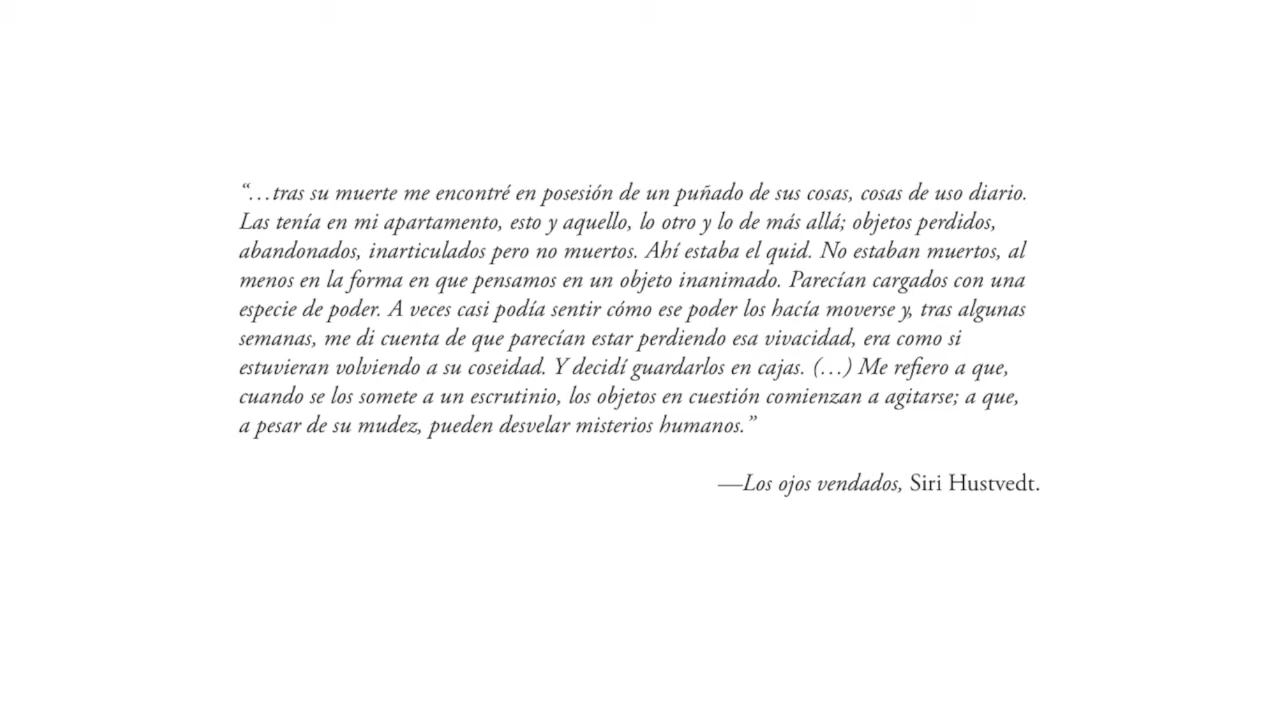 “…tras su muerte me encontré en posesión de un puñado de sus cosas, cosas de uso diario.
Las tenía en mi apartamento, esto y aquello, lo otro y lo de más allá; objetos perdidos,
abandonados, inarticulados pero no muertos. Ahí estaba el quid. No estaban muertos, al
menos en la forma en que pensamos en un objeto inanimado. Parecían cargados con una
especie de poder. A veces casi podía sentir cómo ese poder los hacía moverse y, tras algunas
semanas, me di cuenta de que parecían estar perdiendo esa vivacidad, era como si
estuvieran volviendo a su coseidad. Y decidí guardarlos en cajas. (…) Me refiero a que,
cuando se los somete a un escrutinio, los objetos en cuestión comienzan a agitarse; a que,
a pesar de su mudez, pueden desvelar misterios humanos.”
—Los ojos vendados, Siri Hustvedt.